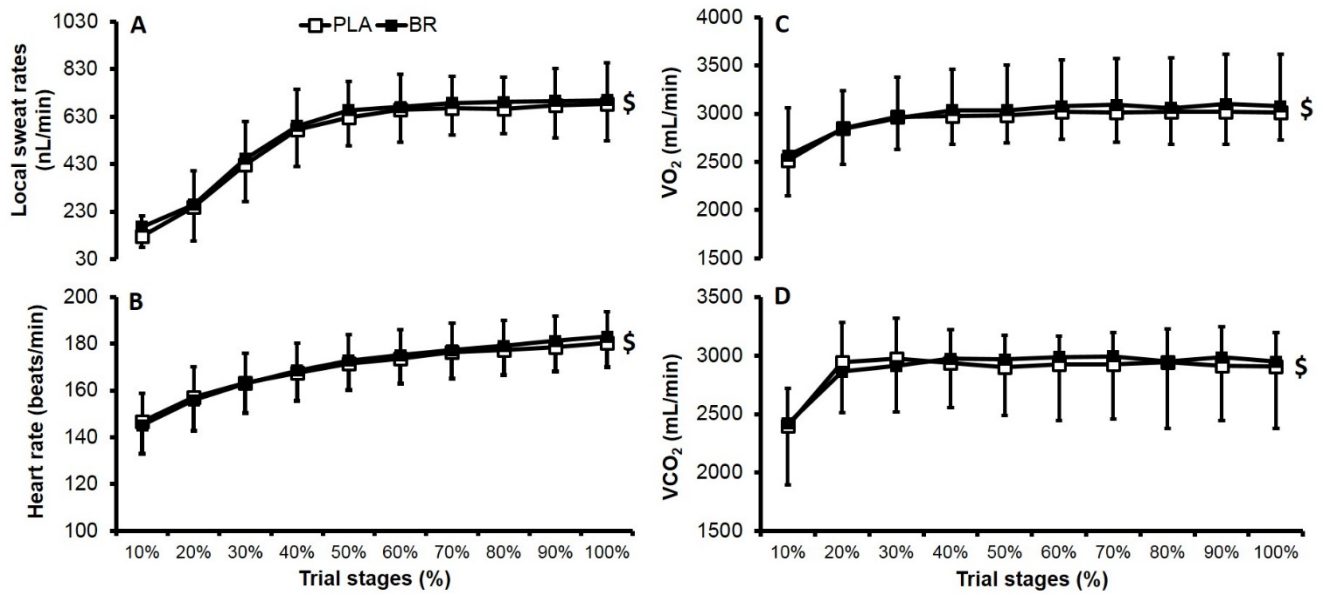 A
PLA BR
Local sweat rates
(nL/min)
1030
830
630
430
230
30
$
B
Heart rate (beats/min)
200
180
160
140
120
100
$
10% 20% 30% 40% 50% 60% 70% 80% 90% 100%
Trial stages (%)
C
VO₂ (mL/min)
4000
3500
3000
2500
2000
1500
$
D
VCO₂ (mL/min)
3500
3000
2500
2000
1500
$
10% 20% 30% 40% 50% 60% 70% 80% 90% 100%
Trial stages (%)